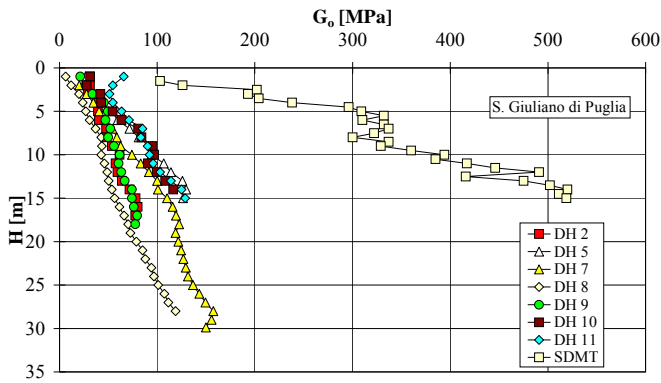 G₀ [MPa]
0 100 200 300 400 500 600
0
5
10
15
20
25
30
35
H [m]
S. Giuliano di Puglia
DH 2
DH 5
DH 7
DH 8
DH 9
DH 10
DH 11
SDMT